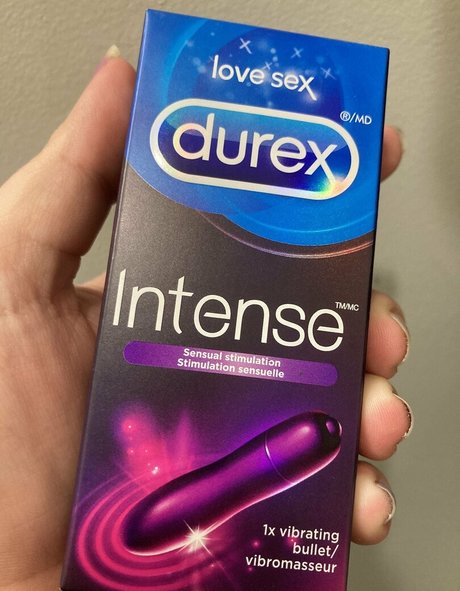 love sex
durex ®/MD
Intense ™/MC
Sensual stimulation
Stimulation sensuelle
1x vibrating
bullet/
vibromasseur